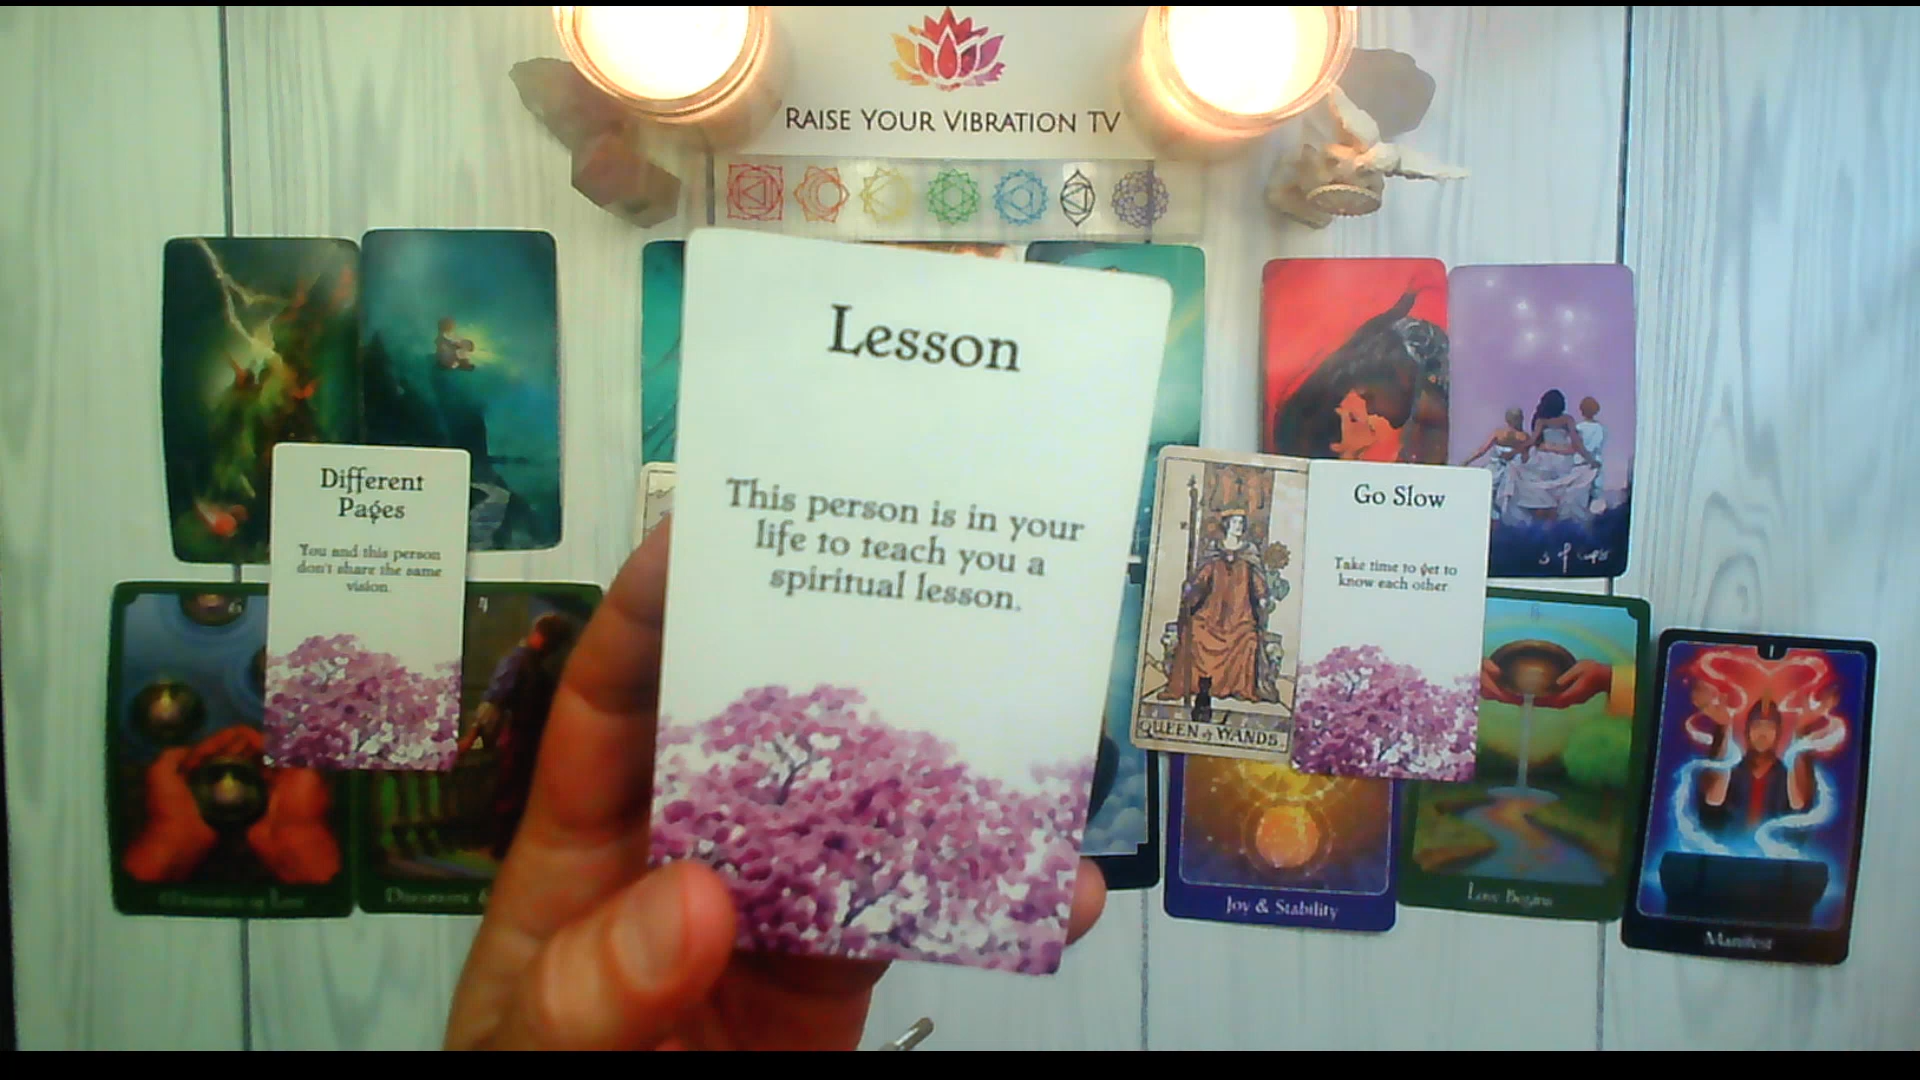 RAISE YOUR VIBRATION TV
Lesson
This person is in your
life to teach you a
spiritual lesson.
Different
Pages
You and this person
don't share the same
vision.
Go Slow
Take time to get to
know each other
QUEEN of WANDS.
Joy & Stability
Love Begins
I
Manifest